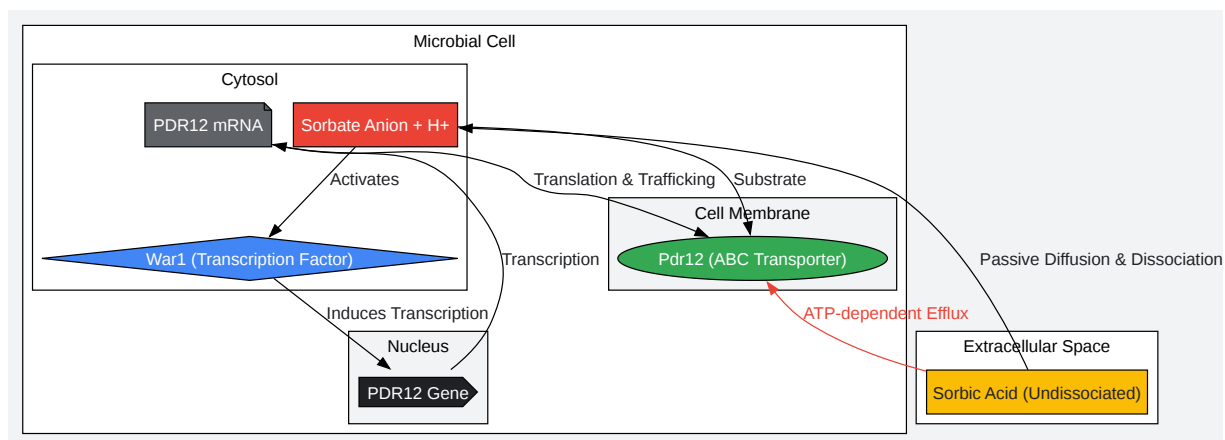 Microbial Cell
Cytosol
PDR12 mRNA
Sorbate Anion + H+
Activates
Translation & Trafficking
Substrate
Cell Membrane
War1 (Transcription Factor)
Transcription
Pdr12 (ABC Transporter)
Passive Diffusion & Dissociation
Induces Transcription
ATP-dependent Efflux
Nucleus
Extracellular Space
PDR12 Gene
Sorbic Acid (Undissociated)